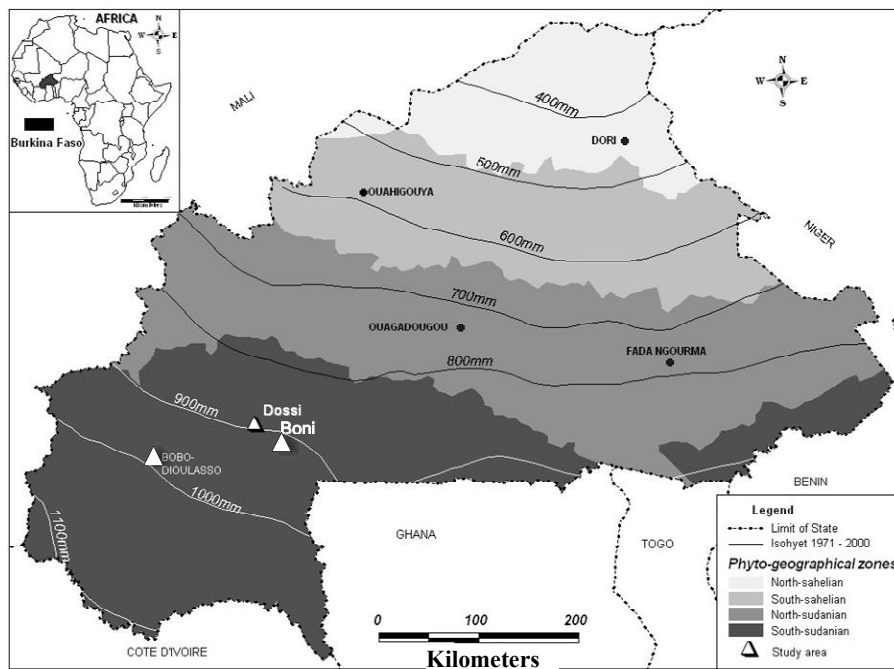 AFRICA
N
W E
S
Burkina Faso
MALI
N
W E
S
400mm
DORI
500mm
OUAHIGOUYA
NIGER
600mm
700mm
OUAGADOUGOU
FADA NGOURMA
800mm
900mm
Dossi
Boni
BOBO-
DIOULASSO
1000mm
1100mm
BENIN
GHANA
TOGO
COTE D'IVOIRE
0 100 200
Kilometers
Legend
Limit of State
Isohyet 1971 - 2000
Phyto-geographical zones
North-sahelian
South-sahelian
North-sudanian
South-sudanian
Study area